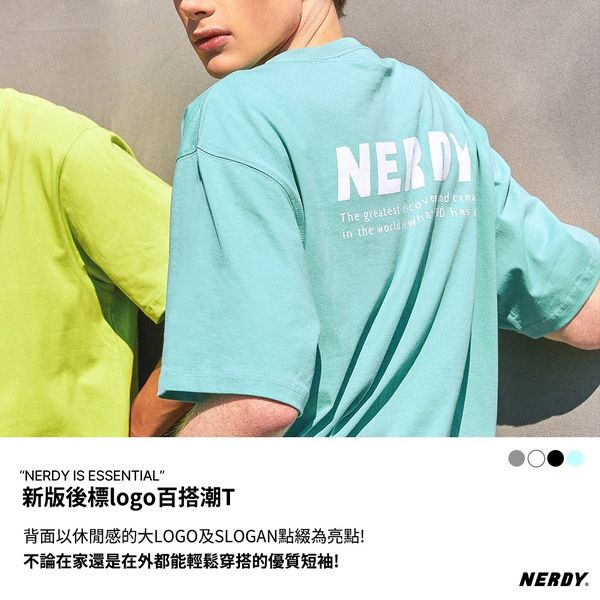 NERDY
The greatest
in the world
"NERDY IS ESSENTIAL"
新版後標logo百搭潮T
背面以休閒感的大LOGO及SLOGAN點綴為亮點!
不論在家還是在外都能輕鬆穿搭的優質短袖!
NERDY®